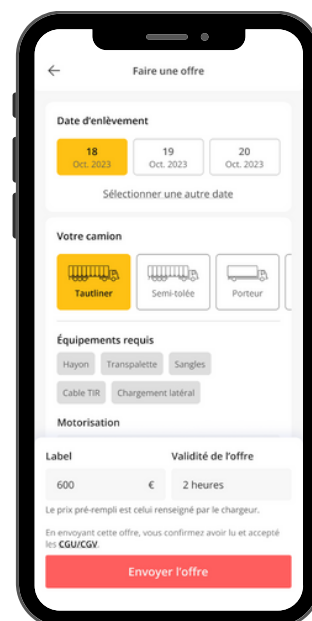 Faire une offre
Date d'enlèvement
18
Oct. 2023
19
Oct. 2023
20
Oct. 2023
Sélectionner une autre date
Votre camion
Tautliner
Semi-tolée
Porteur
Équipements requis
Hayon
Transpalette
Sangles
Cable TIR
Chargement latéral
Motorisation
Label
Validité de l'offre
600 €
2 heures
Le prix pré-rempli est celui renseigné par le chargeur.
En envoyant cette offre, vous confirmez avoir lu et accepté
les CGU/CGV.
Envoyer l'offre